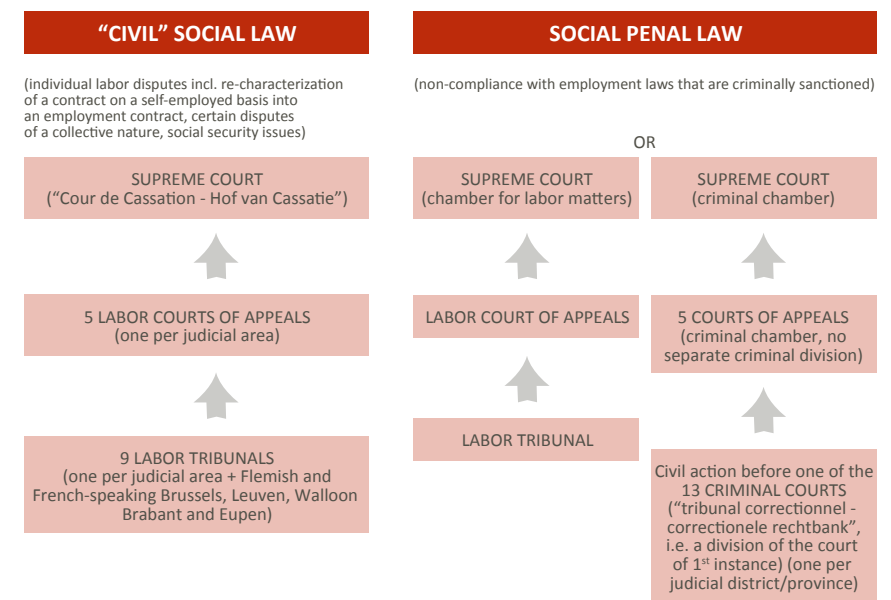 “CIVIL” SOCIAL LAW
(individual labor disputes incl. re-characterization
of a contract on a self-employed basis into
an employment contract, certain disputes
of a collective nature, social security issues)
SUPREME COURT
(“Cour de Cassation - Hof van Cassatie”)
5 LABOR COURTS OF APPEALS
(one per judicial area)
9 LABOR TRIBUNALS
(one per judicial area + Flemish and
French-speaking Brussels, Leuven, Walloon
Brabant and Eupen)
SOCIAL PENAL LAW
(non-compliance with employment laws that are criminally sanctioned)
OR
SUPREME COURT
(chamber for labor matters)
LABOR COURT OF APPEALS
LABOR TRIBUNAL
SUPREME COURT
(criminal chamber)
5 COURTS OF APPEALS
(criminal chamber, no
separate criminal division)
Civil action before one of the
13 CRIMINAL COURTS
(“tribunal correctionnel -
correctionele rechtbank”,
i.e. a division of the court
of 1st instance) (one per
judicial district/province)